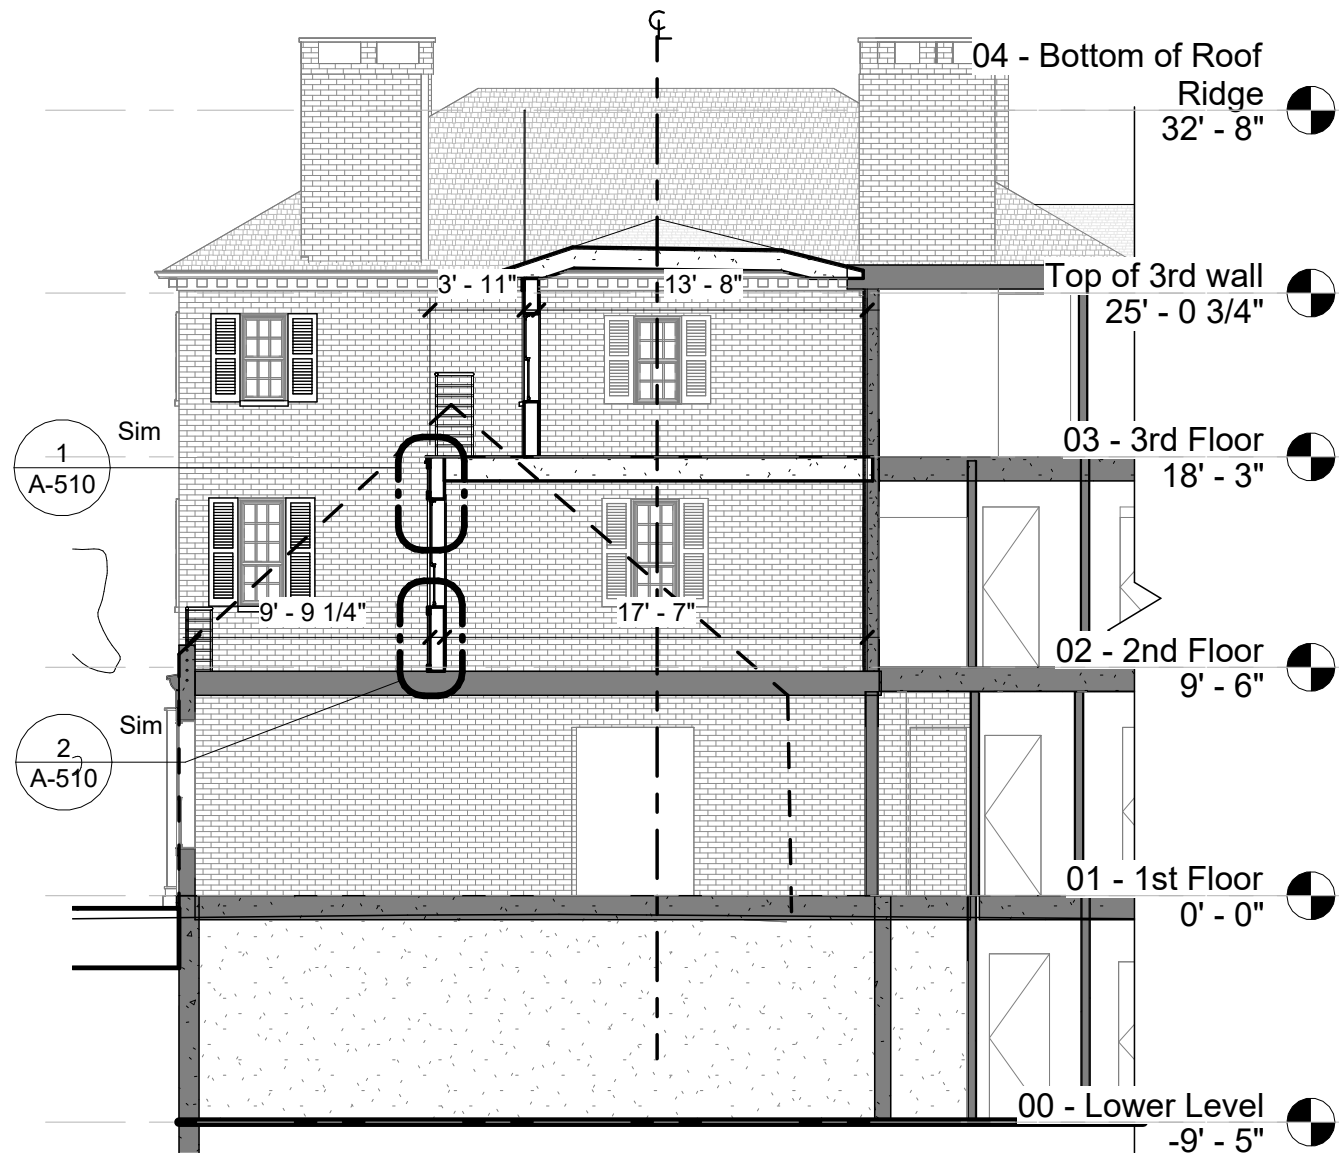 ℄
04 - Bottom of Roof
Ridge
32' - 8"
3' - 11"
13' - 8"
Top of 3rd wall
25' - 0 3/4"
1
A-510
Sim
03 - 3rd Floor
18' - 3"
9' - 9 1/4"
17' - 7"
02 - 2nd Floor
9' - 6"
2
A-510
Sim
01 - 1st Floor
0' - 0"
00 - Lower Level
-9' - 5"